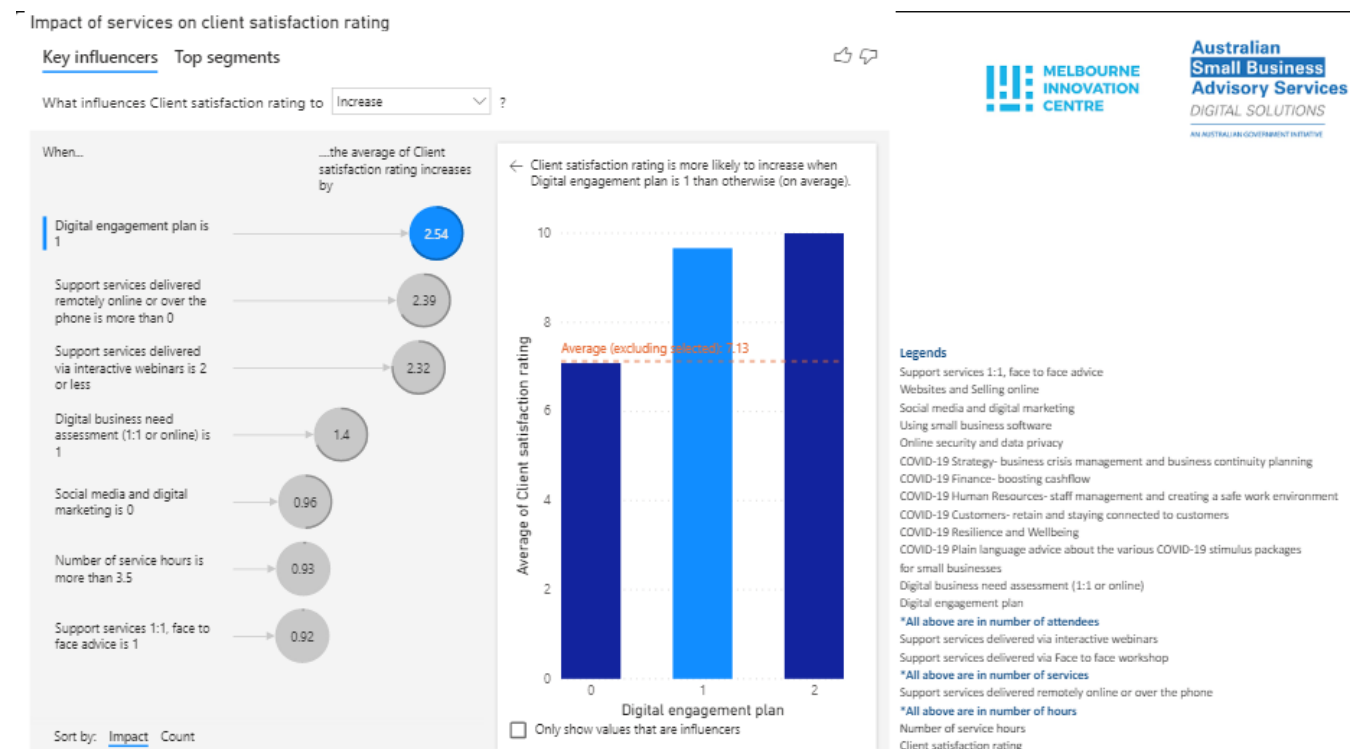 Impact of services on client satisfaction rating
Key influencers Top segments
What influences Client satisfaction rating to Increase ?
When...
....the average of Client
satisfaction rating increases
by
Digital engagement plan is
1
2.54
Support services delivered
remotely online or over the
phone is more than 0
2.39
Support services delivered
via interactive webinars is 2
or less
2.32
Digital business need
assessment (1:1 or online) is
1
1.4
Social media and digital
marketing is 0
0.96
Number of service hours is
more than 3.5
0.93
Support services 1:1, face to
face advice is 1
0.92
Sort by: Impact Count
Client satisfaction rating is more likely to increase when
Digital engagement plan is 1 than otherwise (on average).
Average of Client satisfaction rating
10
8
6
4
2
0
Average (excluding selected): 7.13
0 1 2
Digital engagement plan
Only show values that are influencers
MELBOURNE
INNOVATION
CENTRE
Australian
Small Business
Advisory Services
DIGITAL SOLUTIONS
AN AUSTRALIAN GOVERNMENT INITIATIVE
Legends
Support services 1:1, face to face advice
Websites and Selling online
Social media and digital marketing
Using small business software
Online security and data privacy
COVID-19 Strategy- business crisis management and business continuity planning
COVID-19 Finance- boosting cashflow
COVID-19 Human Resources- staff management and creating a safe work environment
COVID-19 Customers- retain and staying connected to customers
COVID-19 Resilience and Wellbeing
COVID-19 Plain language advice about the various COVID-19 stimulus packages
for small businesses
Digital business need assessment (1:1 or online)
Digital engagement plan
*All above are in number of attendees
Support services delivered via interactive webinars
Support services delivered via Face to face workshop
*All above are in number of services
Support services delivered remotely online or over the phone
*All above are in number of hours
Number of service hours
Client satisfaction rating